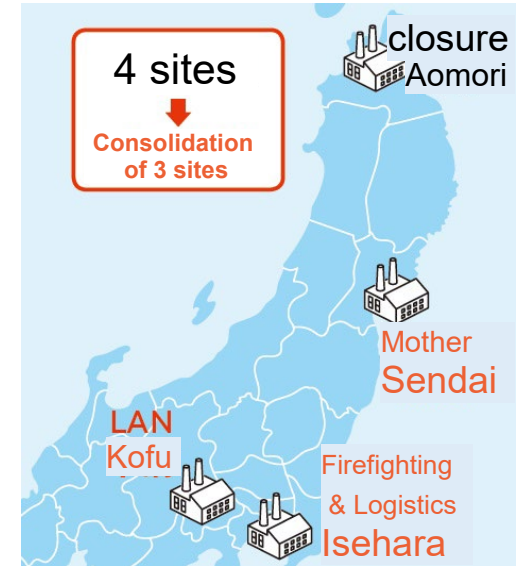 4 sites
Consolidation
of 3 sites
closure
Aomori
Mother
Sendai
LAN
Kofu
Firefighting
& Logistics
Isehara